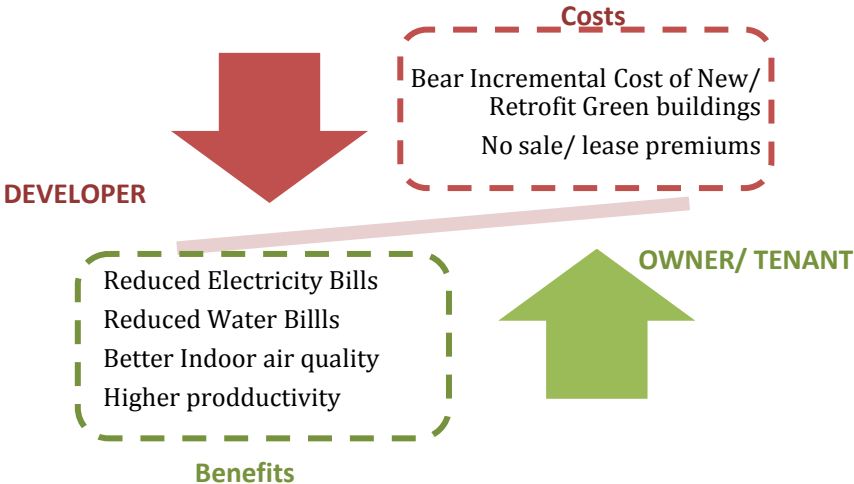 Costs
Bear Incremental Cost of New/
Retrofit Green buildings
No sale/ lease premiums
DEVELOPER
OWNER/ TENANT
Reduced Electricity Bills
Reduced Water Billls
Better Indoor air quality
Higher prodductivity
Benefits